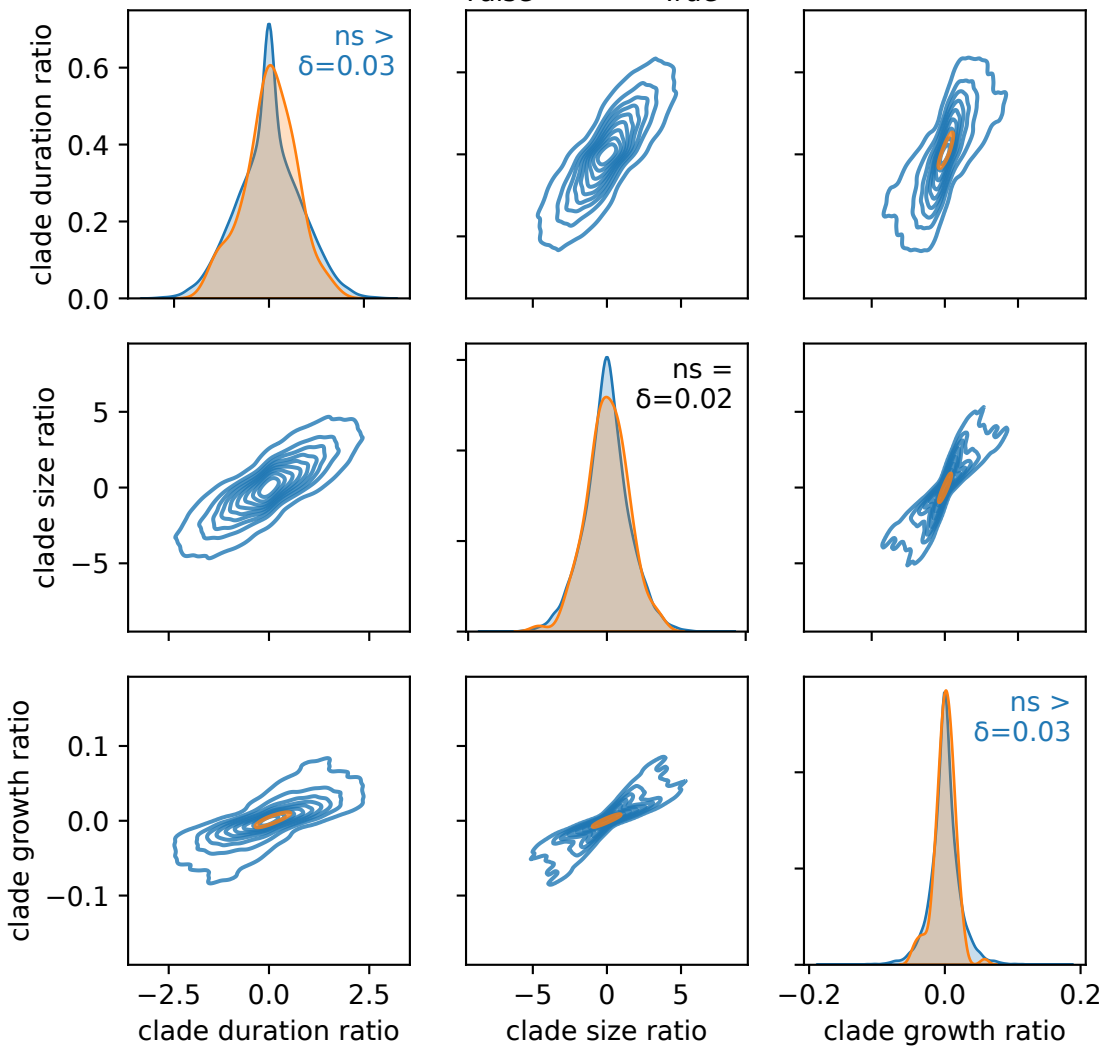 clade duration ratio
0.6
0.4
0.2
0.0
ns >
δ=0.03
clade size ratio
5
0
−5
ns =
δ=0.02
clade growth ratio
0.1
0.0
−0.1
ns >
δ=0.03
−2.5 0.0 2.5
−5 0 5
−0.2 0.0 0.2
clade duration ratio
clade size ratio
clade growth ratio